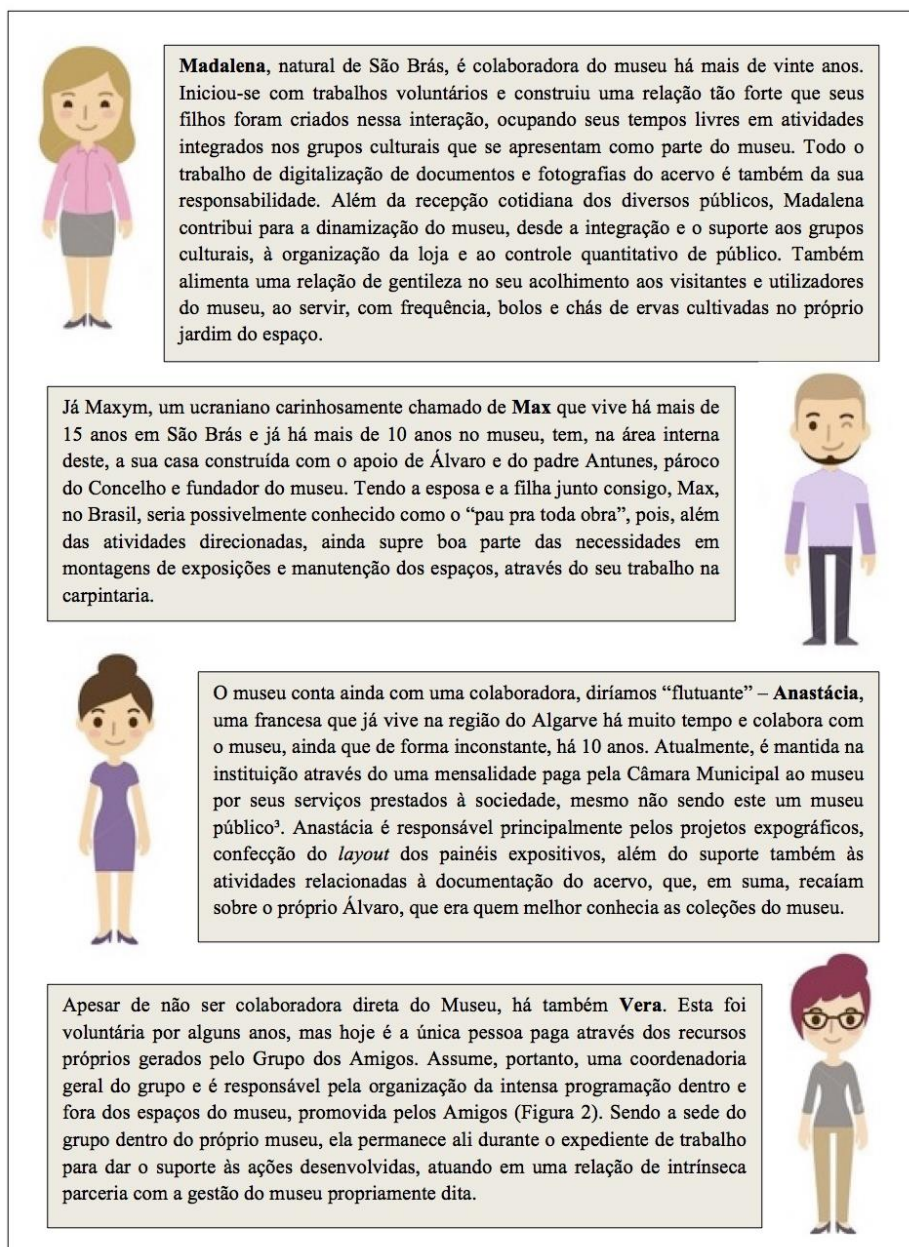 Madalena, natural de São Brás, é colaboradora do museu há mais de vinte anos.
Iniciou-se com trabalhos voluntários e construiu uma relação tão forte que seus
filhos foram criados nessa interação, ocupando seus tempos livres em atividades
integrados nos grupos culturais que se apresentam como parte do museu. Todo o
trabalho de digitalização de documentos e fotografias do acervo é também da sua
responsabilidade. Além da recepção cotidiana dos diversos públicos, Madalena
contribui para a dinamização do museu, desde a integração e o suporte aos grupos
culturais, à organização da loja e ao controle quantitativo de público. Também
alimenta uma relação de gentileza no seu acolhimento aos visitantes e utilizadores
do museu, ao servir, com frequência, bolos e chás de ervas cultivadas no próprio
jardim do espaço.
Já Maxym, um ucraniano carinhosamente chamado de Max que vive há mais de
15 anos em São Brás e já há mais de 10 anos no museu, tem, na área interna
deste, a sua casa construída com o apoio de Álvaro e do padre Antunes, pároco
do Concelho e fundador do museu. Tendo a esposa e a filha junto consigo, Max,
no Brasil, seria possivelmente conhecido como o “pau pra toda obra”, pois, além
das atividades direcionadas, ainda supre boa parte das necessidades em
montagens de exposições e manutenção dos espaços, através do seu trabalho na
carpintaria.
O museu conta ainda com uma colaboradora, diríamos “flutuante” – Anastácia,
uma francesa que já vive na região do Algarve há muito tempo e colabora com
o museu, ainda que de forma inconstante, há 10 anos. Atualmente, é mantida na
instituição através do uma mensalidade paga pela Câmara Municipal ao museu
por seus serviços prestados à sociedade, mesmo não sendo este um museu
público³. Anastácia é responsável principalmente pelos projetos expográficos,
confecção do layout dos painéis expositivos, além do suporte também às
atividades relacionadas à documentação do acervo, que, em suma, recaíam
sobre o próprio Álvaro, que era quem melhor conhecia as coleções do museu.
Apesar de não ser colaboradora direta do Museu, há também Vera. Esta foi
voluntária por alguns anos, mas hoje é a única pessoa paga através dos recursos
próprios gerados pelo Grupo dos Amigos. Assume, portanto, uma coordenadoria
geral do grupo e é responsável pela organização da intensa programação dentro e
fora dos espaços do museu, promovida pelos Amigos (Figura 2). Sendo a sede do
grupo dentro do próprio museu, ela permanece ali durante o expediente de trabalho
para dar o suporte às ações desenvolvidas, atuando em uma relação de intrínseca
parceria com a gestão do museu propriamente dita.